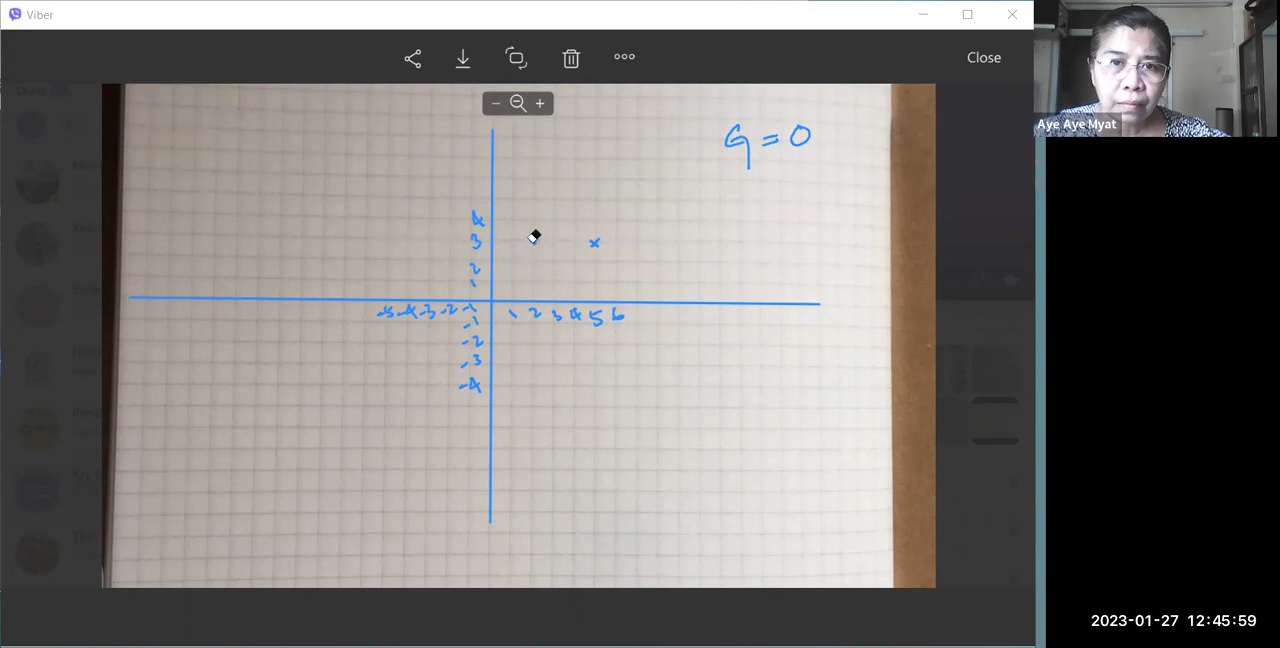 Viber
Close
Aye Aye Myat
G = 0
4
3
2
1
-5 -4 -3 -2 -1
1 2 3 4 5 6
-1
-2
-3
-4
2023-01-27 12:45:59